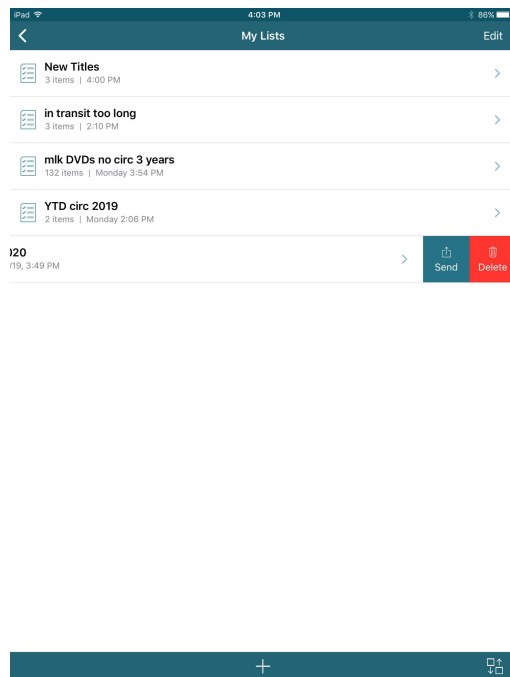 iPad 4:03 PM 86%
My Lists Edit
New Titles
3 items | 4:00 PM
in transit too long
3 items | 2:10 PM
mlk DVDs no circ 3 years
132 items | Monday 3:54 PM
YTD circ 2019
2 items | Monday 2:06 PM
020
/19, 3:49 PM
Send Delete